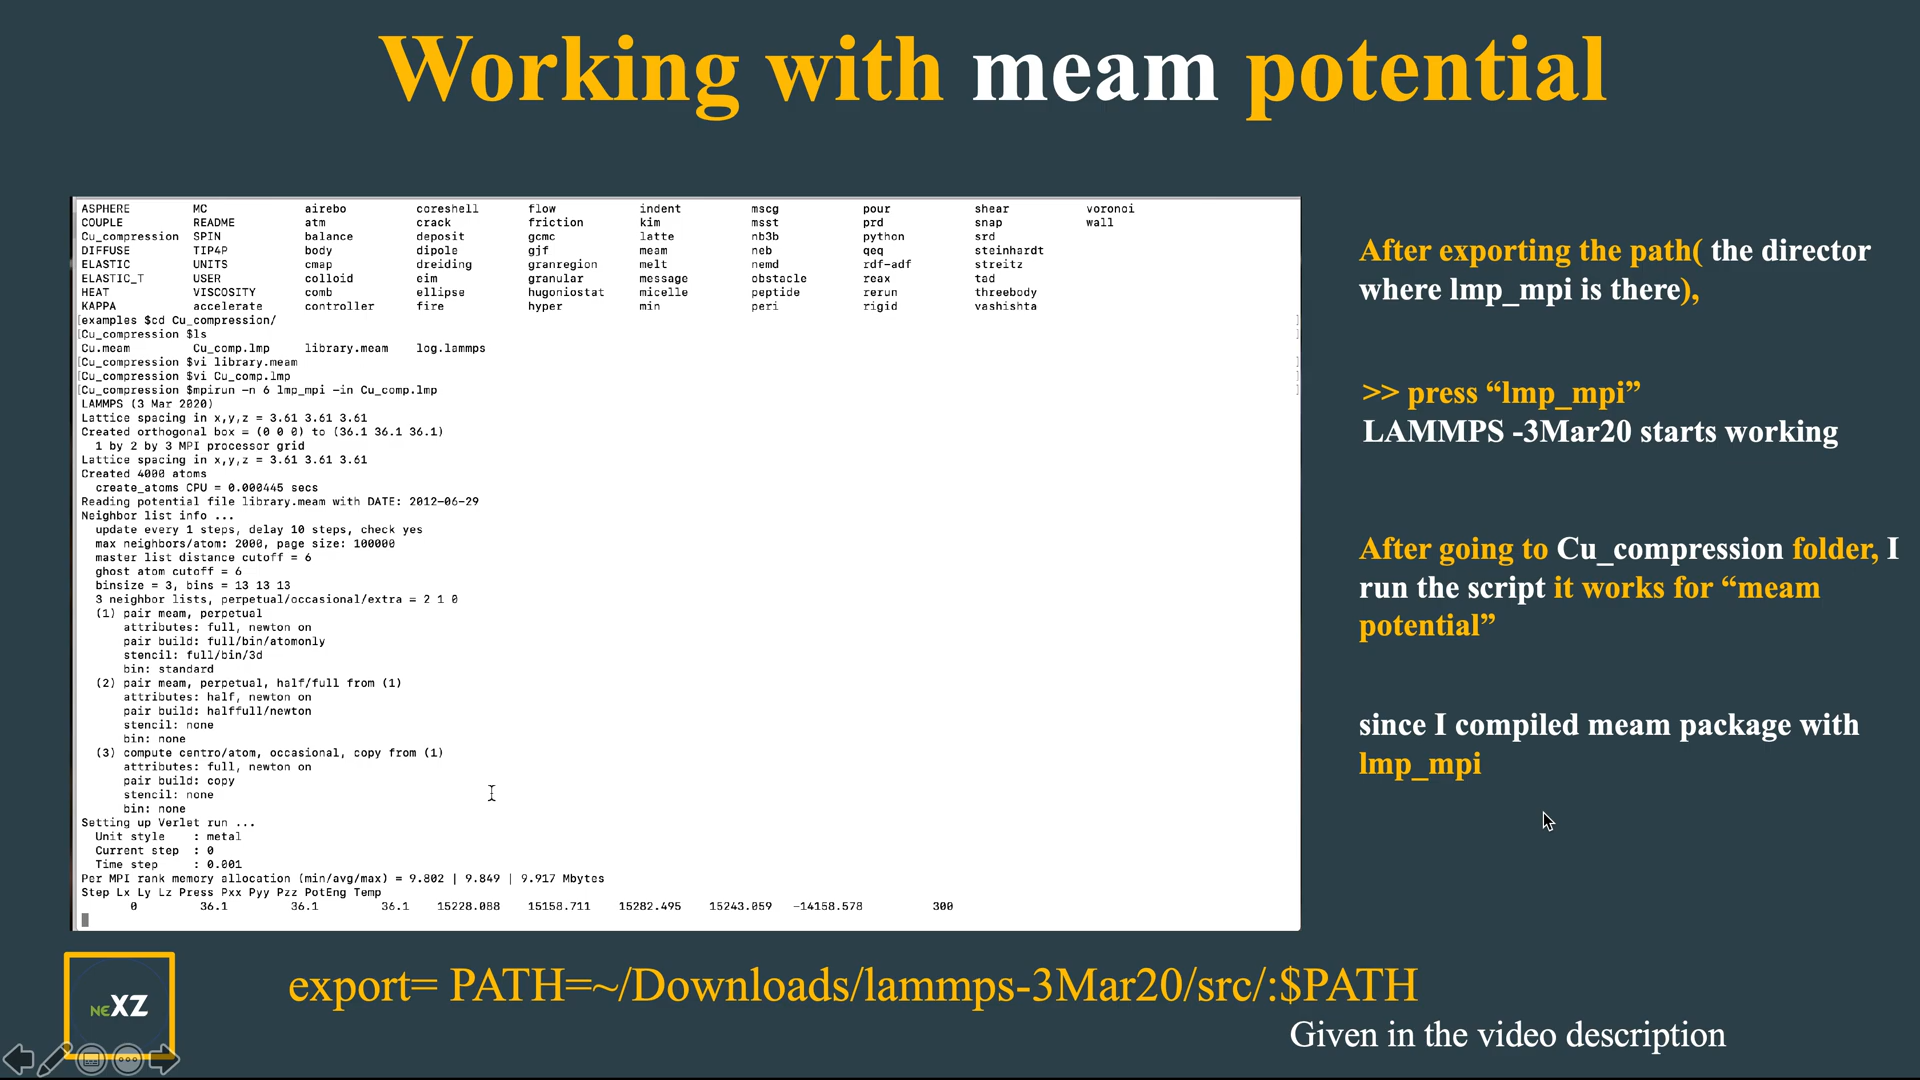 Working with meam potential
ASPHERE MC airebo coreshell flow indent mscg pour shear voronoi
COUPLE README atm crack friction kim msst prd snap wall
Cu_compression SPIN balance deposit gcmc latte nb3b python srd
DIFFUSE TIP4P body dipole gjf meam neb qeq steinhardt
ELASTIC UNITS cmap dreiding granregion melt nemd rdf-adf streitz
ELASTIC_T USER colloid eim granular message obstacle reax tad
HEAT VISCOSITY comb ellipse hugoniostat micelle peptide rerun threebody
KAPPA accelerate controller fire hyper min peri rigid vashishta
[examples $cd Cu_compression/
[Cu_compression $ls
Cu.meam Cu_comp.lmp library.meam log.lammps
[Cu_compression $vi library.meam
[Cu_compression $vi Cu_comp.lmp
[Cu_compression $mpirun -n 6 lmp_mpi -in Cu_comp.lmp
LAMMPS (3 Mar 2020)
Lattice spacing in x,y,z = 3.61 3.61 3.61
Created orthogonal box = (0 0 0) to (36.1 36.1 36.1)
1 by 2 by 3 MPI processor grid
Lattice spacing in x,y,z = 3.61 3.61 3.61
Created 4000 atoms
create_atoms CPU = 0.000445 secs
Reading potential file library.meam with DATE: 2012-06-29
Neighbor list info ...
update every 1 steps, delay 10 steps, check yes
max neighbors/atom: 2000, page size: 100000
master list distance cutoff = 6
ghost atom cutoff = 6
binsize = 3, bins = 13 13 13
3 neighbor lists, perpetual/occasional/extra = 2 1 0
(1) pair meam, perpetual
attributes: full, newton on
pair build: full/bin/atomonly
stencil: full/bin/3d
bin: standard
(2) pair meam, perpetual, half/full from (1)
attributes: half, newton on
pair build: halffull/newton
stencil: none
bin: none
(3) compute centro/atom, occasional, copy from (1)
attributes: full, newton on
pair build: copy
stencil: none
bin: none
Setting up Verlet run ...
Unit style : metal
Current step : 0
Time step : 0.001
Per MPI rank memory allocation (min/avg/max) = 9.802 | 9.849 | 9.917 Mbytes
Step Lx Ly Lz Press Pxx Pyy Pzz PotEng Temp
0 36.1 36.1 36.1 15228.088 15158.711 15282.495 15243.059 -14158.578 300
After exporting the path( the director
where lmp_mpi is there),
>> press “lmp_mpi”
LAMMPS -3Mar20 starts working
After going to Cu_compression folder, I
run the script it works for “meam
potential”
since I compiled meam package with
lmp_mpi
export= PATH=~/Downloads/lammps-3Mar20/src/:$PATH
Given in the video description
NEXZ